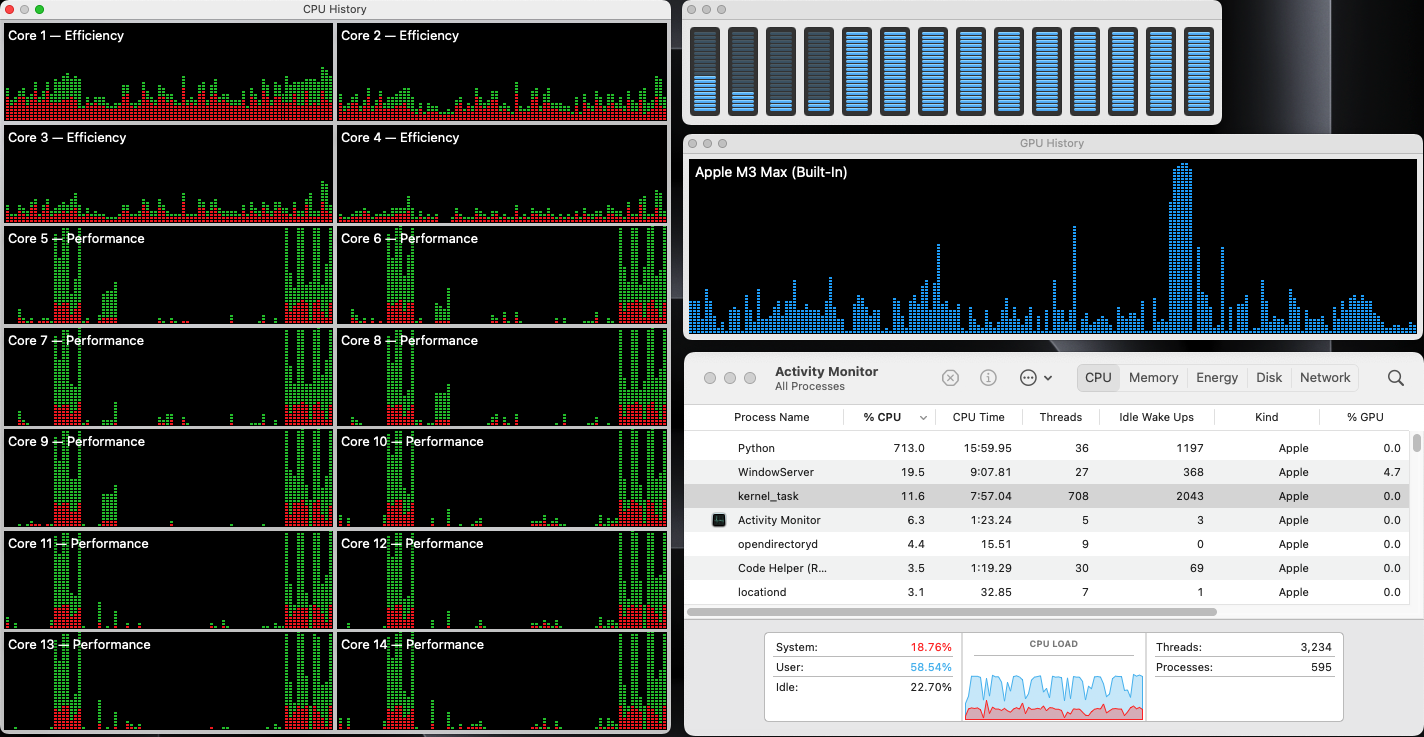 CPU History
Core 1 — Efficiency
Core 2 — Efficiency
Core 3 — Efficiency
Core 4 — Efficiency
Core 5 — Performance
Core 6 — Performance
Core 7 — Performance
Core 8 — Performance
Core 9 — Performance
Core 10 — Performance
Core 11 — Performance
Core 12 — Performance
Core 13 — Performance
Core 14 — Performance
GPU History
Apple M3 Max (Built-In)
Activity Monitor
All Processes
CPU Memory Energy Disk Network
Process Name % CPU CPU Time Threads Idle Wake Ups Kind % GPU
Python 713.0 15:59.95 36 1197 Apple 0.0
WindowServer 19.5 9:07.81 27 368 Apple 4.7
kernel_task 11.6 7:57.04 708 2043 Apple 0.0
Activity Monitor 6.3 1:23.24 5 3 Apple 0.0
opendirectoryd 4.4 15.51 9 0 Apple 0.0
Code Helper (R... 3.5 1:19.29 30 69 Apple 0.0
locationd 3.1 32.85 7 1 Apple 0.0
System: 18.76%
User: 58.54%
Idle: 22.70%
CPU LOAD
Threads: 3,234
Processes: 595